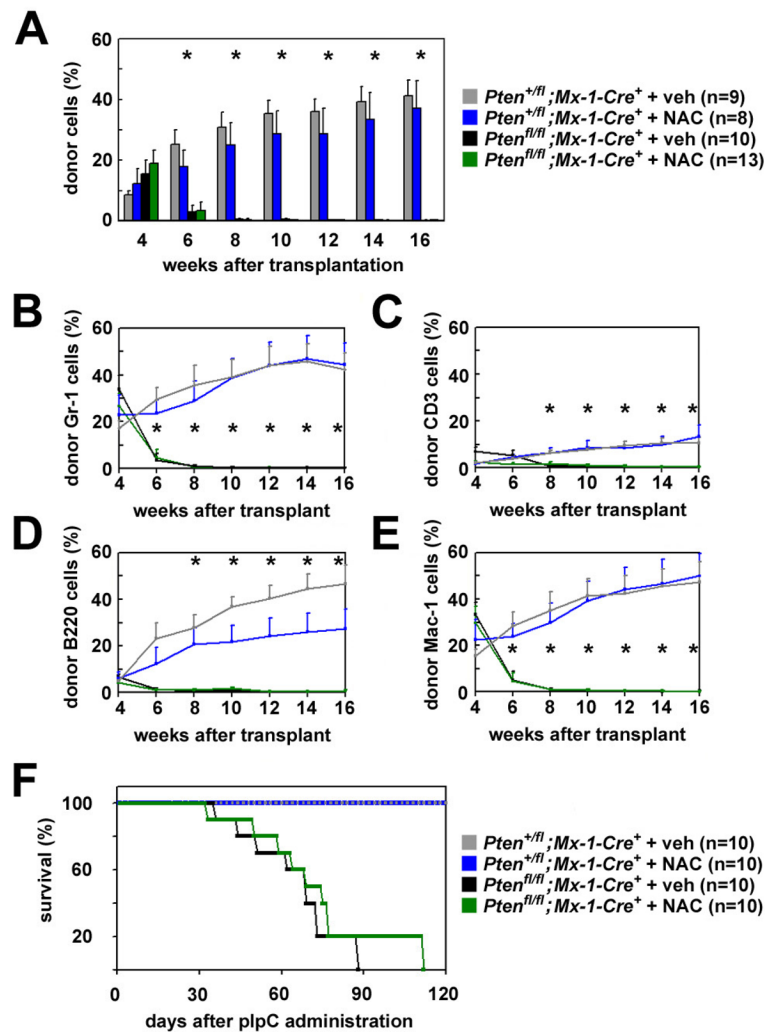 A
donor cells (%)
60
40
20
0
* * * * * *
4 6 8 10 12 14 16
weeks after transplantation
Pten+/fl;Mx-1-Cre+ + veh (n=9)
Pten+/fl;Mx-1-Cre+ + NAC (n=8)
Ptenfl/fl;Mx-1-Cre+ + veh (n=10)
Ptenfl/fl;Mx-1-Cre+ + NAC (n=13)
B
donor Gr-1 cells (%)
60
40
20
0
* * * * * *
4 6 8 10 12 14 16
weeks after transplant
C
donor CD3 cells (%)
60
40
20
0
* * * * *
4 6 8 10 12 14 16
weeks after transplant
D
donor B220 cells (%)
60
40
20
0
* * * * *
4 6 8 10 12 14 16
weeks after transplant
E
donor Mac-1 cells (%)
60
40
20
0
* * * * * *
4 6 8 10 12 14 16
weeks after transplant
F
survival (%)
100
60
20
0 30 60 90 120
days after pIpC administration
Pten+/fl;Mx-1-Cre+ + veh (n=10)
Pten+/fl;Mx-1-Cre+ + NAC (n=10)
Ptenfl/fl;Mx-1-Cre+ + veh (n=10)
Ptenfl/fl;Mx-1-Cre+ + NAC (n=10)